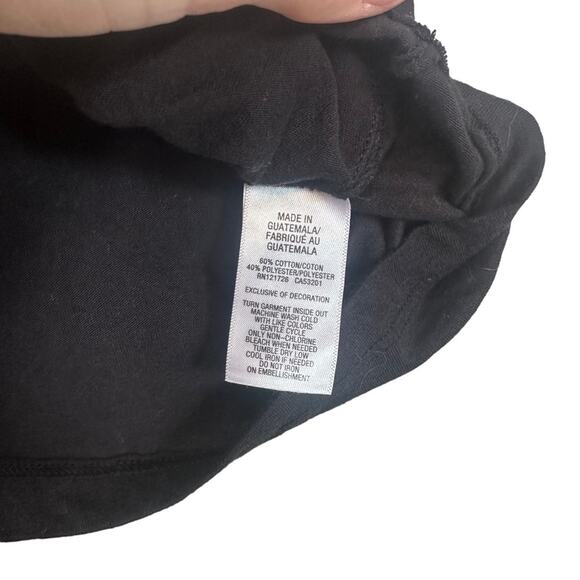 MADE IN
GUATEMALA/
FABRIQUÉ AU
GUATEMALA
60% COTTON/COTON
40% POLYESTER/POLYESTER
RN121726 CA53201
EXCLUSIVE OF DECORATION
TURN GARMENT INSIDE OUT
MACHINE WASH COLD
WITH LIKE COLORS
GENTLE CYCLE
ONLY NON-CHLORINE
BLEACH WHEN NEEDED
TUMBLE DRY LOW
COOL IRON IF NEEDED
DO NOT IRON
ON EMBELLISHMENT